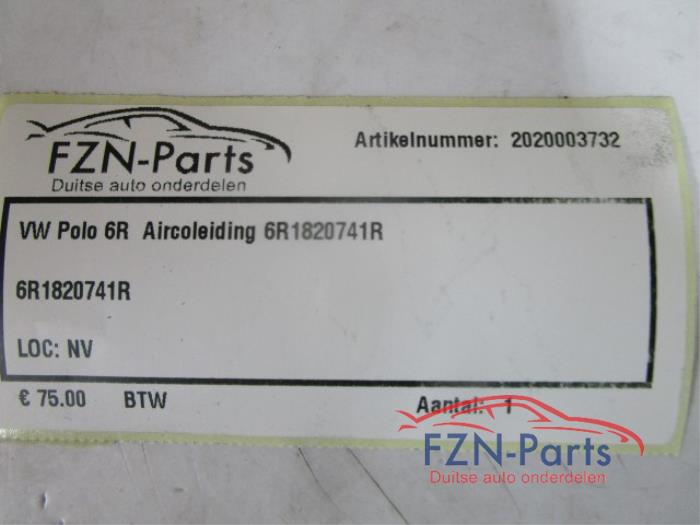 FZN-Parts
Duitse auto onderdelen
Artikelnummer: 2020003732
VW Polo 6R Aircoleiding 6R1820741R
6R1820741R
LOC: NV
€ 75.00 BTW Aantal: 1
FZN-Parts
Duitse auto onderdelen